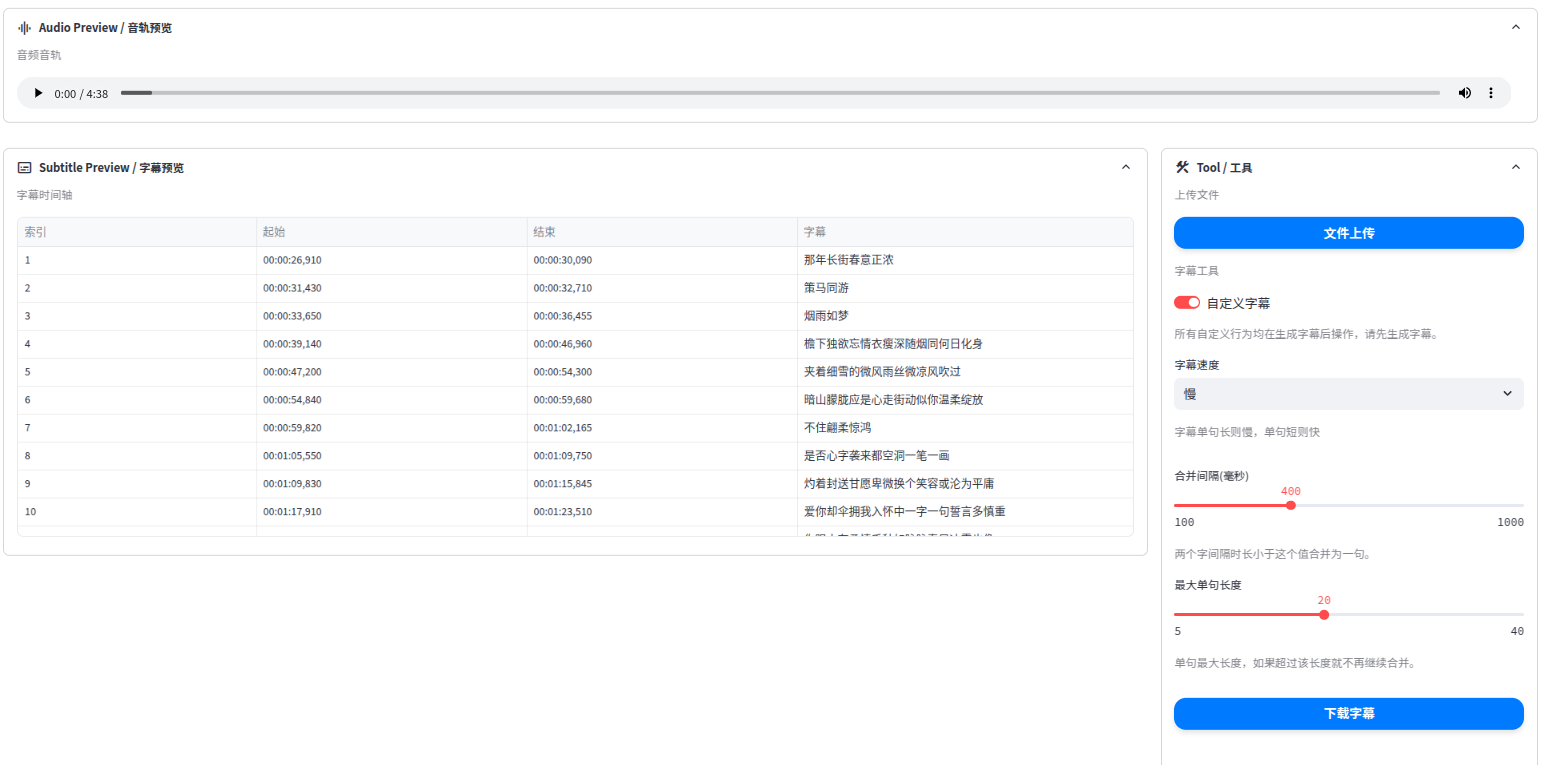 Audio Preview / 音轨预览
音频音轨
0:00 / 4:38
Subtitle Preview / 字幕预览
字幕时间轴
索引 起始 结束 字幕
1 00:00:26,910 00:00:30,090 那年长街春意正浓
2 00:00:31,430 00:00:32,710 策马同游
3 00:00:33,650 00:00:36,455 烟雨如梦
4 00:00:39,140 00:00:46,960 檐下独欲忘情衣瘦深随烟同何日化身
5 00:00:47,200 00:00:54,300 夹着细雪的微风雨丝微凉风吹过
6 00:00:54,840 00:00:59,680 暗山朦胧应是心走街动似你温柔绽放
7 00:00:59,820 00:01:02,165 不住翩柔惊鸿
8 00:01:05,550 00:01:09,750 是否心字袭来都空洞一笔一画
9 00:01:09,830 00:01:15,845 灼着封送甘愿卑微换个笑容或沦为平庸
10 00:01:17,910 00:01:23,510 爱你却伞拥我入怀中一字一句誓言多慎重
Tool / 工具
上传文件
文件上传
字幕工具
自定义字幕
所有自定义行为均在生成字幕后操作，请先生成字幕。
字幕速度
慢
字幕单句长则慢，单句短则快
合并间隔(毫秒)
400
100 1000
两个字间隔时长小于这个值合并为一句。
最大单句长度
20
5 40
单句最大长度，如果超过该长度就不再继续合并。
下载字幕